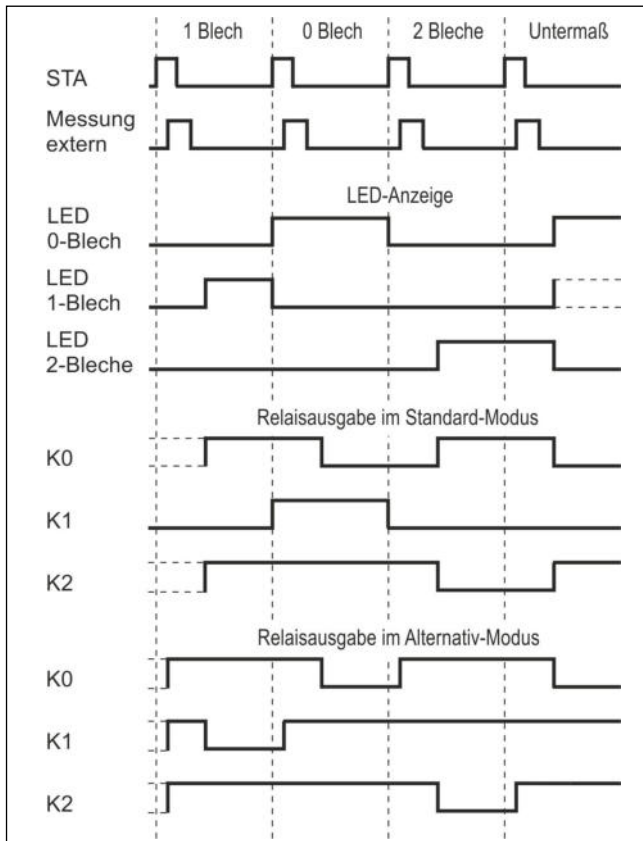 1 Blech 0 Blech 2 Bleche Untermaß
STA
Messung
extern
LED-Anzeige
LED
0-Blech
LED
1-Blech
LED
2-Bleche
Relaisausgabe im Standard-Modus
K0
K1
K2
Relaisausgabe im Alternativ-Modus
K0
K1
K2